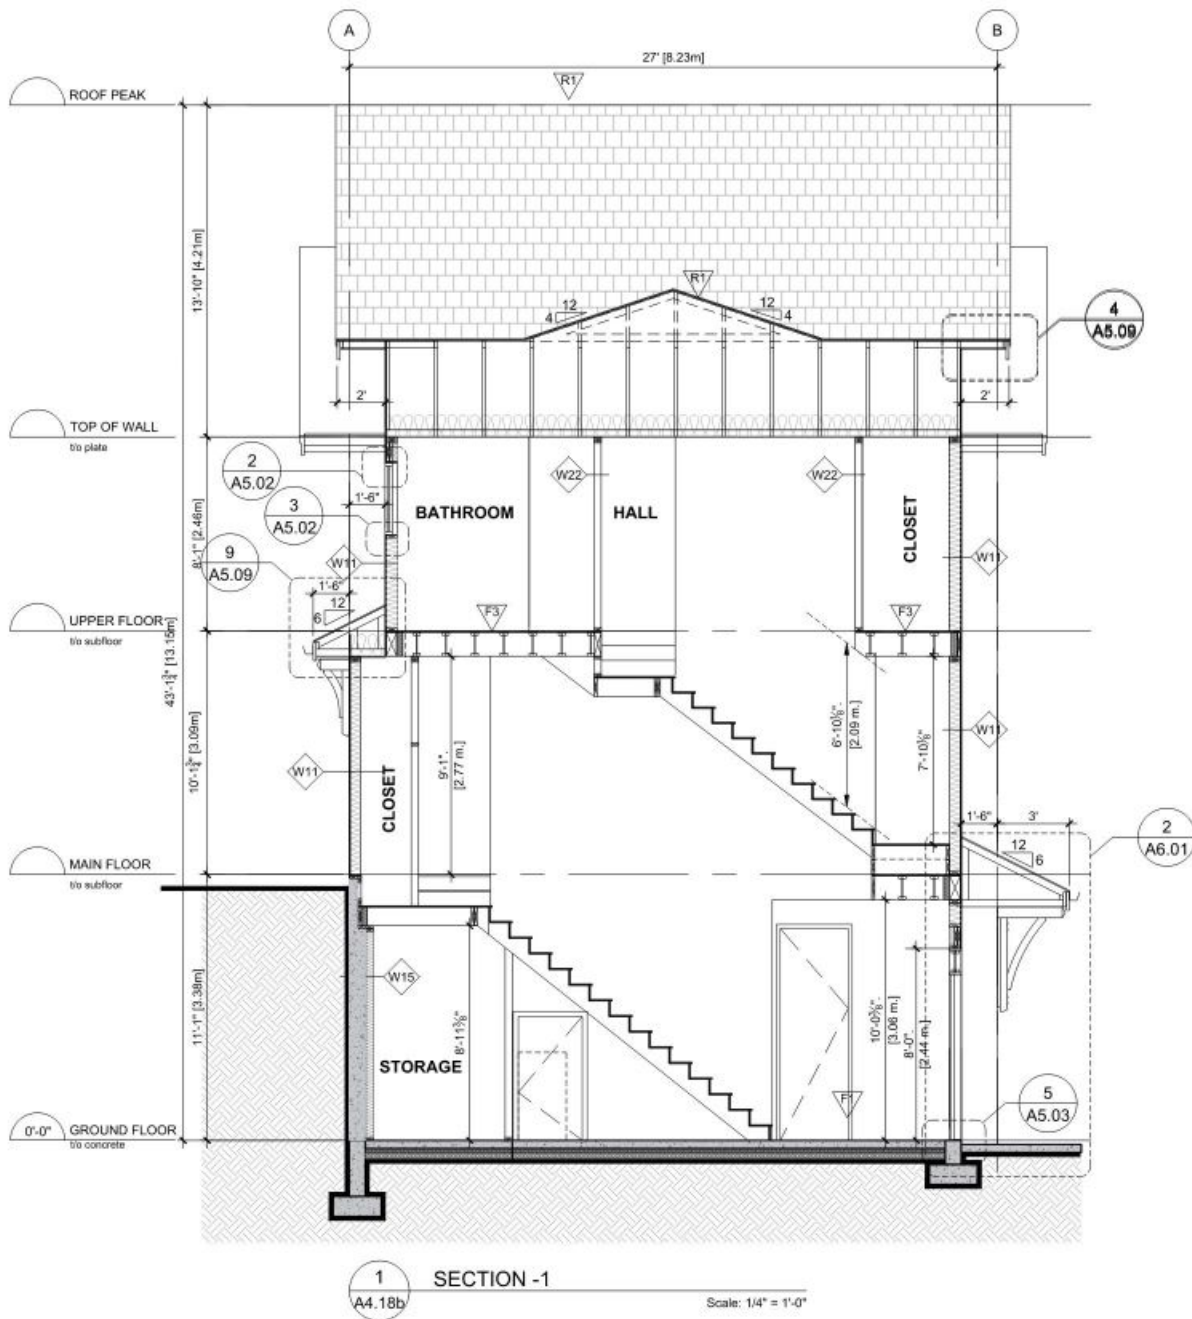 A
B
27' [8.23m]
R1
ROOF PEAK
13'-10" [4.21m]
R1
12
4
12
4
4
A5.09
2'
2'
TOP OF WALL
t/o plate
2
A5.02
1'-6"
3
A5.02
W22
W22
BATHROOM
HALL
CLOSET
8'-1" [2.46m]
9
A5.09
W11
W11
1'-6"
12
6
F3
F3
UPPER FLOOR
t/o subfloor
43'-1¾" [13.15m]
10'-1¾" [3.09m]
W11
CLOSET
9'-1".
[2.77 m.]
6'-10⅞".
[2.09 m.]
7'-10⅞"
W11
1'-6"
3'
12
6
2
A6.01
MAIN FLOOR
t/o subfloor
11'-1" [3.38m]
W15
8'-11⅜"
STORAGE
10'-0⅜".
[3.06 m.]
8'-0".
[2.44 m.]
F1
5
A5.03
0'-0"
GROUND FLOOR
t/o concrete
1
A4.18b
SECTION -1
Scale: 1/4" = 1'-0"